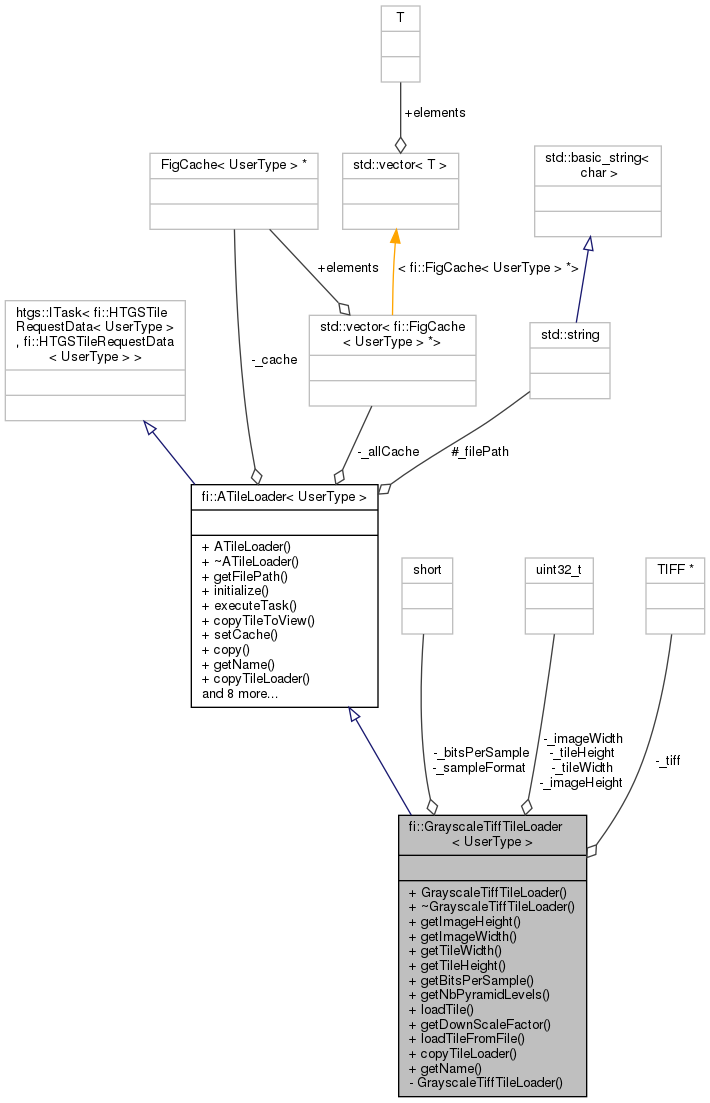 T
+elements
FigCache< UserType > *
std::vector< T >
std::basic_string<
char >
+elements
< fi::FigCache< UserType > *>
htgs::ITask< fi::HTGSTile
RequestData< UserType >
, fi::HTGSTileRequestData
< UserType > >
std::vector< fi::FigCache
< UserType > *>
std::string
-_cache
-_allCache
#_filePath
fi::ATileLoader< UserType >
+ ATileLoader()
+ ~ATileLoader()
+ getFilePath()
+ initialize()
+ executeTask()
+ copyTileToView()
+ setCache()
+ copy()
+ getName()
+ copyTileLoader()
and 8 more...
short
uint32_t
TIFF *
-_bitsPerSample
-_sampleFormat
-_imageWidth
-_tileHeight
-_tileWidth
-_imageHeight
-_tiff
fi::GrayscaleTiffTileLoader
< UserType >
+ GrayscaleTiffTileLoader()
+ ~GrayscaleTiffTileLoader()
+ getImageHeight()
+ getImageWidth()
+ getTileWidth()
+ getTileHeight()
+ getBitsPerSample()
+ getNbPyramidLevels()
+ loadTile()
+ getDownScaleFactor()
+ loadTileFromFile()
+ copyTileLoader()
+ getName()
- GrayscaleTiffTileLoader()